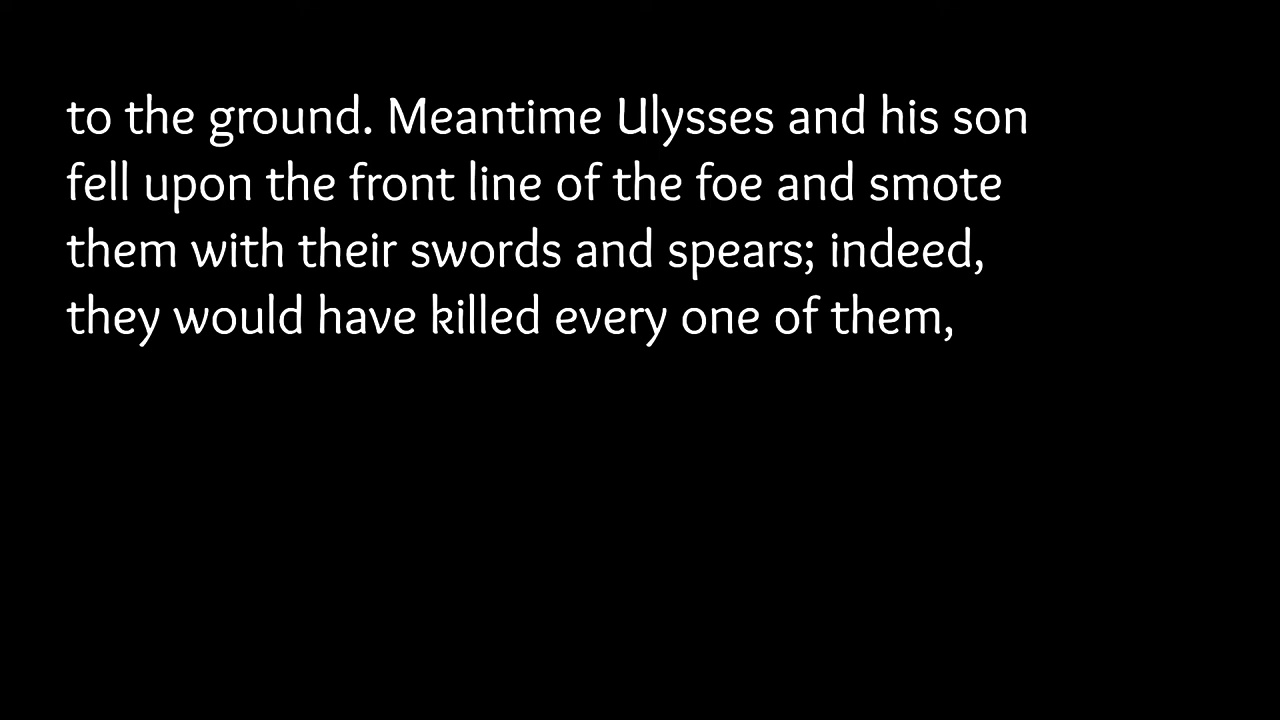 to the ground. Meantime Ulysses and his son
fell upon the front line of the foe and smote
them with their swords and spears; indeed,
they would have killed every one of them,